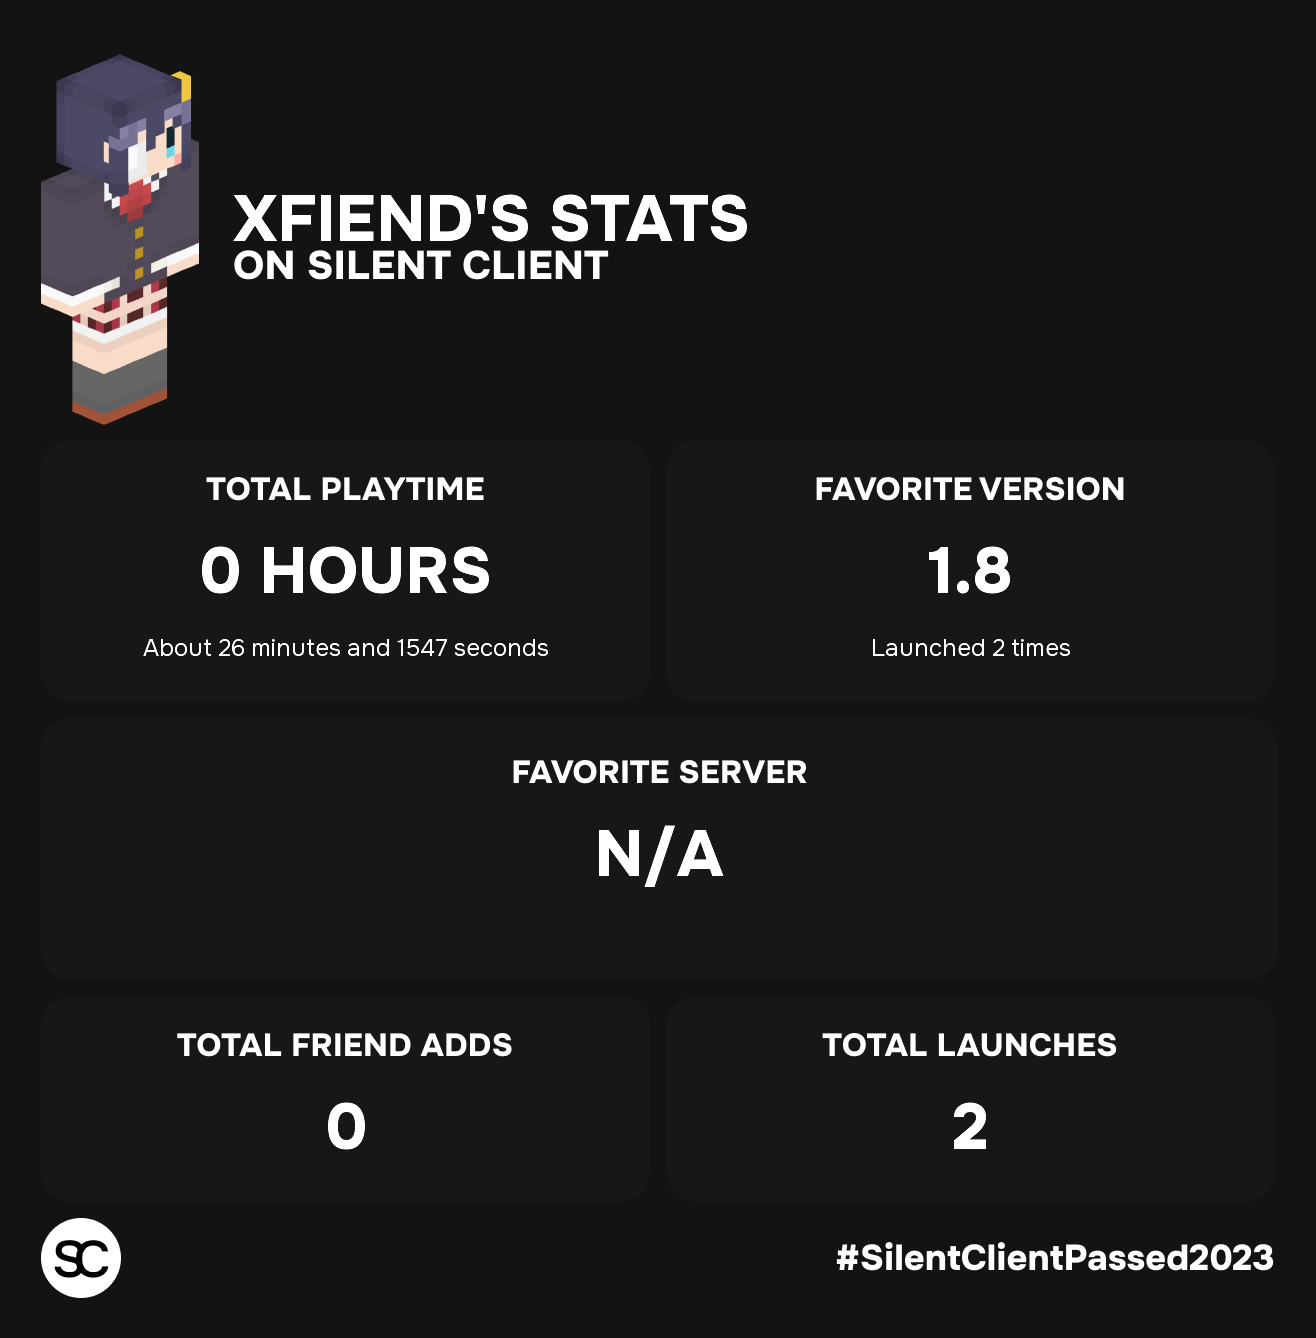 XFIEND'S STATS
ON SILENT CLIENT
TOTAL PLAYTIME
0 HOURS
About 26 minutes and 1547 seconds
FAVORITE VERSION
1.8
Launched 2 times
FAVORITE SERVER
N/A
TOTAL FRIEND ADDS
0
TOTAL LAUNCHES
2
SC
#SilentClientPassed2023